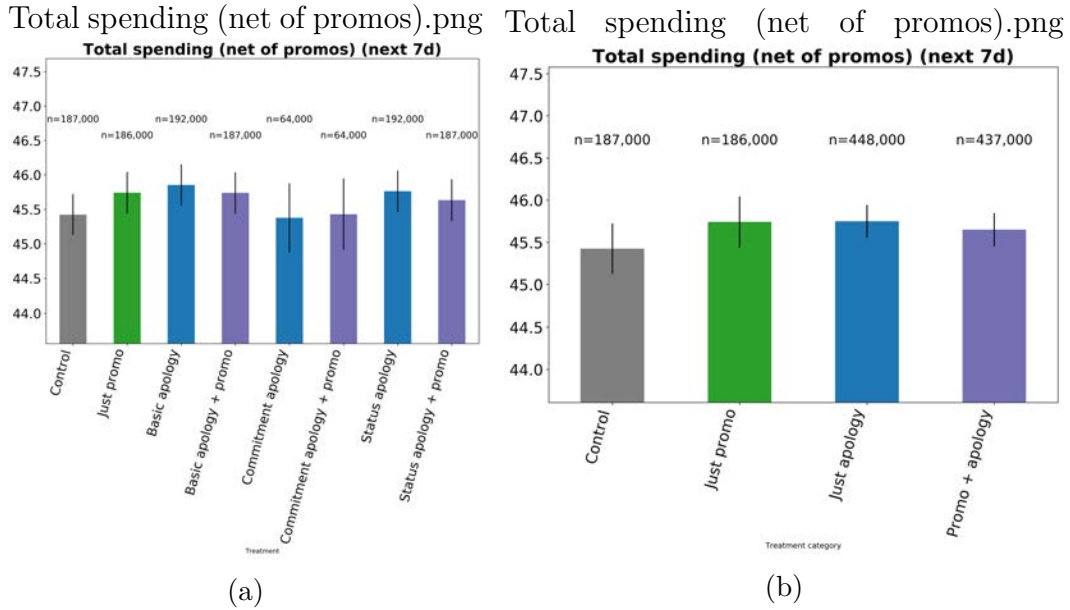 Total spending (net of promos).png
Total spending (net of promos) (next 7d)
47.5
47.0
46.5
46.0
45.5
45.0
44.5
44.0
n=187,000
n=186,000
n=192,000
n=187,000
n=64,000
n=64,000
n=192,000
n=187,000
Control
Just promo
Basic apology
Basic apology + promo
Commitment apology
Commitment apology + promo
Status apology
Status apology + promo
Treatment
(a)
Total spending (net of promos).png
Total spending (net of promos) (next 7d)
47.5
47.0
46.5
46.0
45.5
45.0
44.5
44.0
n=187,000
n=186,000
n=448,000
n=437,000
Control
Just promo
Just apology
Promo + apology
Treatment category
(b)